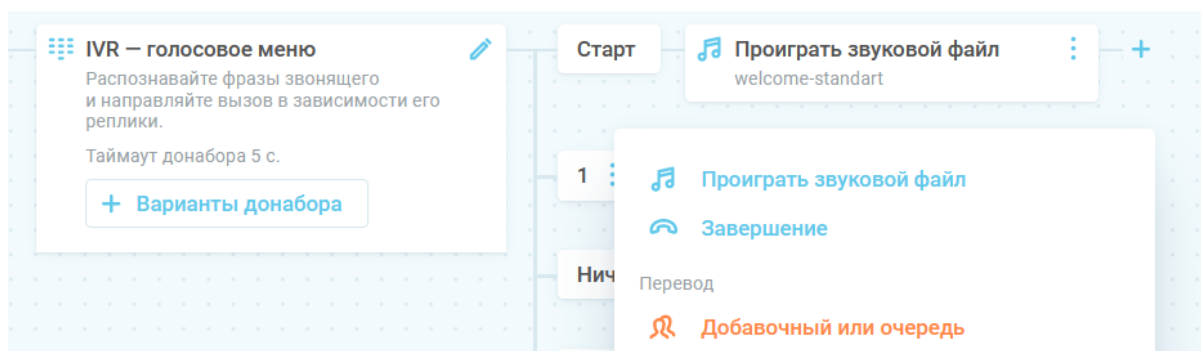 IVR — голосовое меню
Распознавайте фразы звонящего
и направляйте вызов в зависимости его
реплики.
Таймаут донабора 5 с.
+ Варианты донабора
Старт
Проиграть звуковой файл
welcome-standart
+
1
Нич
Проиграть звуковой файл
Завершение
Перевод
Добавочный или очередь